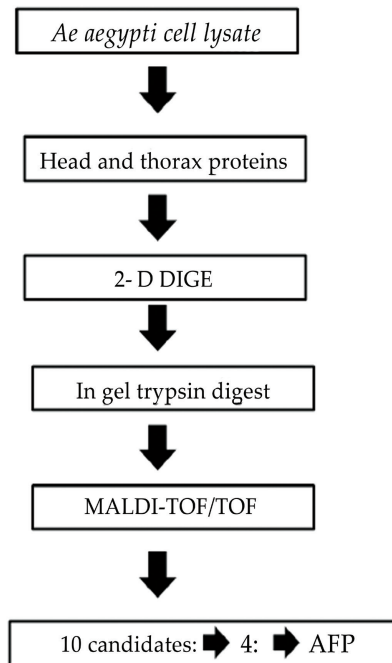 Ae aegypti cell lysate
Head and thorax proteins
2- D DIGE
In gel trypsin digest
MALDI-TOF/TOF
10 candidates: 🡆 4: 🡆 AFP